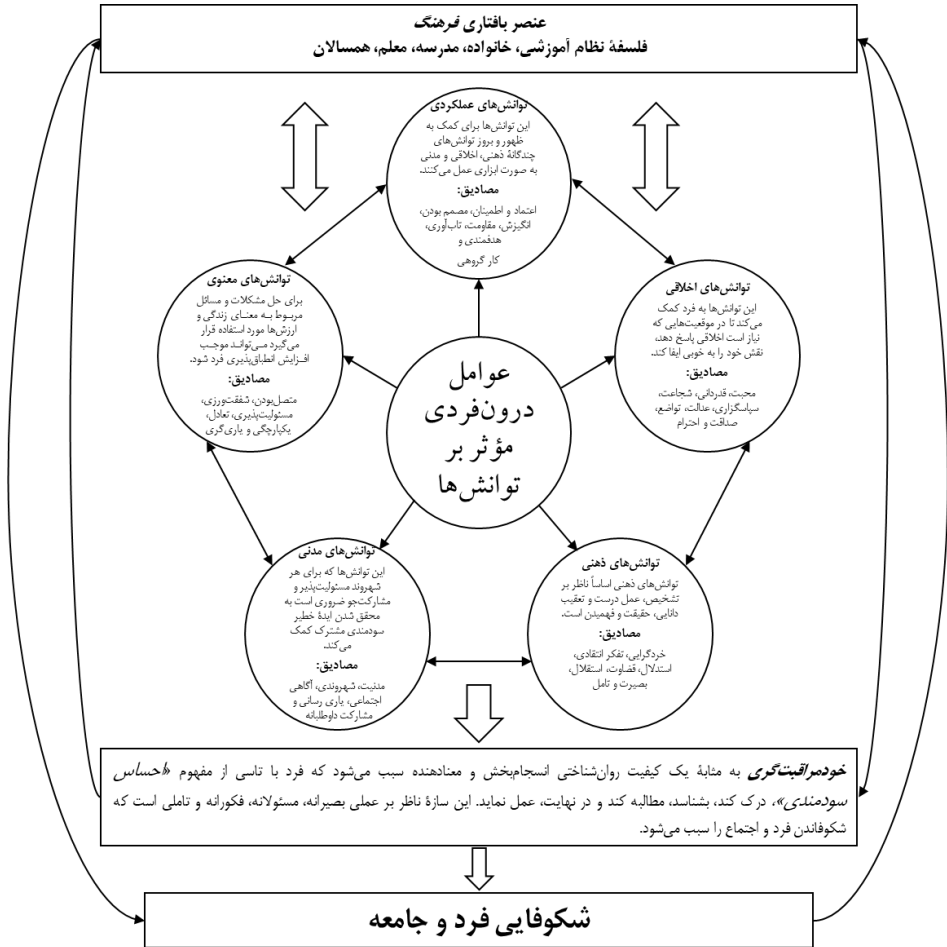 عنصر بافتاری فرهنگ
فلسفهٔ نظام آموزشی، خانواده، مدرسه، معلم، همسالان
توانش‌های عملکردی
این توانش‌ها برای کمک به
ظهور و بروز توانش‌های
چندگانهٔ ذهنی، اخلاقی و مدنی
به صورت ابزاری عمل می‌کنند.
مصادیق:
اعتماد و اطمینان، مصمم بودن،
انگیزش، مقاومت، تاب‌آوری،
هدفمندی و
کار گروهی
توانش‌های اخلاقی
این توانش‌ها به فرد کمک
می‌کند تا در موقعیت‌هایی که
نیاز است اخلاقی پاسخ دهد،
نقش خود را به خوبی ایفا کند.
مصادیق:
محبت، قدردانی، شجاعت،
سپاسگزاری، عدالت، تواضع،
صداقت و احترام
توانش‌های معنوی
برای حل مشکلات و مسائل
مربوط به معنای زندگی و
ارزش‌ها مورد استفاده قرار
می‌گیرد می‌تواند موجب
افزایش انطباق‌پذیری فرد شود.
مصادیق:
متصل‌بودن، شفقت‌ورزی،
مسئولیت‌پذیری، تعادل،
یکپارچگی و یاری‌گری
عوامل
درون‌فردی
مؤثر بر
توانش‌ها
توانش‌های ذهنی
توانش‌های ذهنی اساساً ناظر بر
تشخیص، عمل درست و تعقیب
دانایی، حقیقت و فهمیدن است.
مصادیق:
خردگرایی، تفکر انتقادی،
استدلال، قضاوت، استقلال،
بصیرت و تامل
توانش‌های مدنی
این توانش‌ها که برای هر
شهروند مسئولیت‌پذیر و
مشارکت‌جو ضروری است به
محقق شدن ایدهٔ خطیر
سودمندی مشترک کمک
می‌کند.
مصادیق:
مدنیت، شهروندی، آگاهی
اجتماعی، یاری رسانی و
مشارکت داوطلبانه
خودمراقبت‌گری به مثابهٔ یک کیفیت روان‌شناختی انسجام‌بخش و معنادهنده سبب می‌شود که فرد با تاسی از مفهوم «احساس
سودمندی»، درک کند، بشناسد، مطالبه کند و در نهایت، عمل نماید. این سازهٔ ناظر بر عملی بصیرانه، مسئولانه، فکورانه و تاملی است که
شکوفاندن فرد و اجتماع را سبب می‌شود.
شکوفایی فرد و جامعه